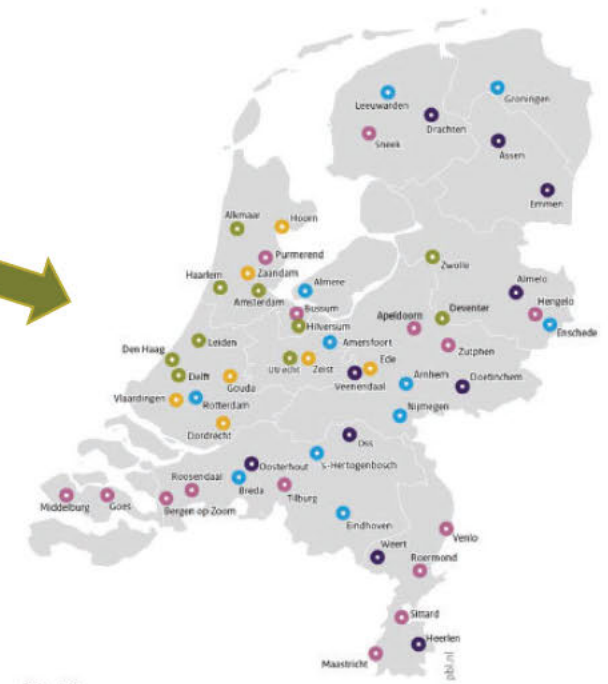 Leeuwarden
Groningen
Drachten
Sneek
Assen
Emmen
Alkmaar
Hoorn
Purmerend
Zwolle
Haarlem
Zaandam
Almere
Almelo
Amsterdam
Bussum
Hengelo
Apeldoorn
Deventer
Hilversum
Enschede
Leiden
Amersfoort
Den Haag
Zutphen
Utrecht
Zeist
Ede
Delft
Gouda
Veenendaal
Arnhem
Doetinchem
Vlaardingen
Rotterdam
Nijmegen
Dordrecht
Oss
Oosterhout
's-Hertogenbosch
Roosendaal
Breda
Tilburg
Middelburg
Goes
Bergen op Zoom
Eindhoven
Venlo
Weert
Roermond
Sittard
Heerlen
Maastricht
pbl.nl